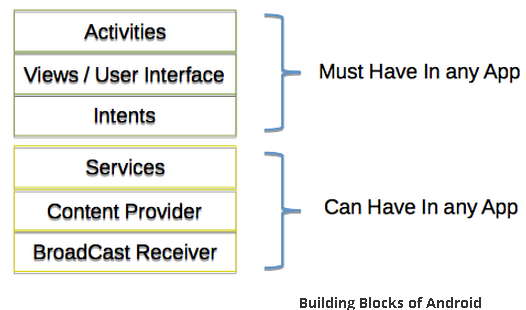 Activities
Views / User Interface
Intents
Must Have In any App
Services
Content Provider
BroadCast Receiver
Can Have In any App
Building Blocks of Android